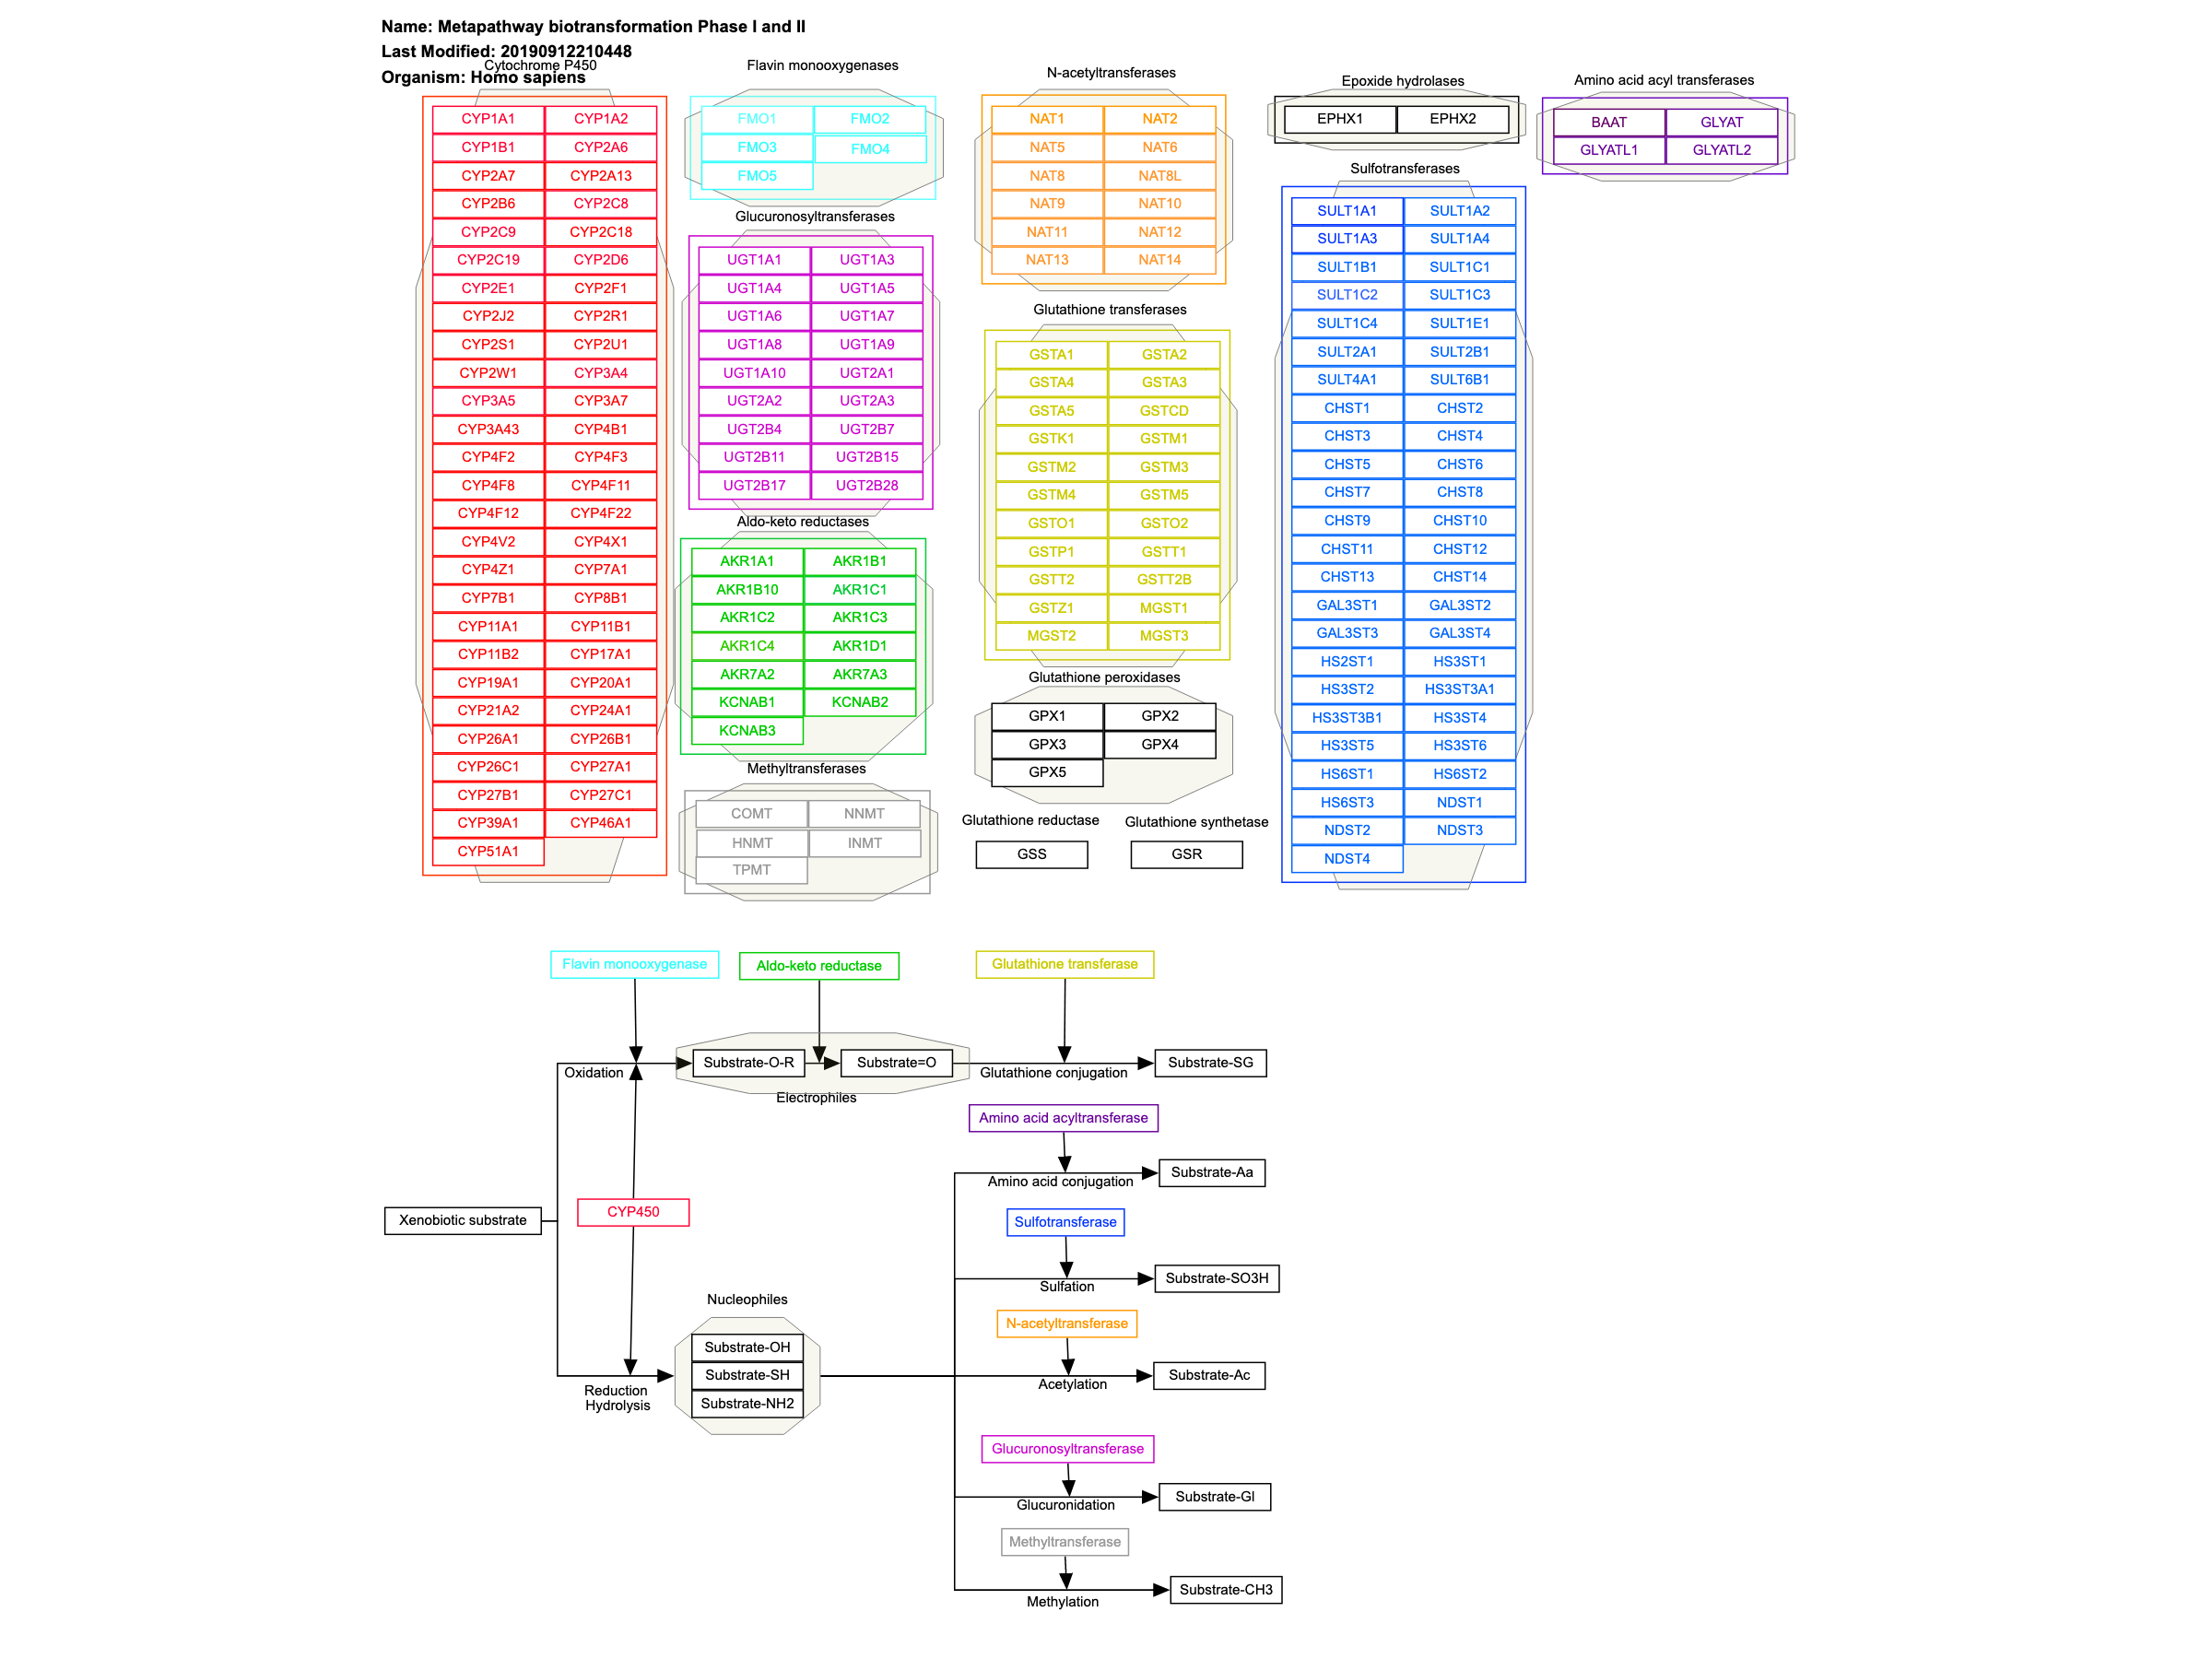 Name: Metapathway biotransformation Phase I and II
Last Modified: 20190912210448
Organism: Homo sapiens
Cytochrome P450
CYP1A1 CYP1A2
CYP1B1 CYP2A6
CYP2A7 CYP2A13
CYP2B6 CYP2C8
CYP2C9 CYP2C18
CYP2C19 CYP2D6
CYP2E1 CYP2F1
CYP2J2 CYP2R1
CYP2S1 CYP2U1
CYP2W1 CYP3A4
CYP3A5 CYP3A7
CYP3A43 CYP4B1
CYP4F2 CYP4F3
CYP4F8 CYP4F11
CYP4F12 CYP4F22
CYP4V2 CYP4X1
CYP4Z1 CYP7A1
CYP7B1 CYP8B1
CYP11A1 CYP11B1
CYP11B2 CYP17A1
CYP19A1 CYP20A1
CYP21A2 CYP24A1
CYP26A1 CYP26B1
CYP26C1 CYP27A1
CYP27B1 CYP27C1
CYP39A1 CYP46A1
CYP51A1
Flavin monooxygenases
FMO1 FMO2
FMO3 FMO4
FMO5
Glucuronosyltransferases
UGT1A1 UGT1A3
UGT1A4 UGT1A5
UGT1A6 UGT1A7
UGT1A8 UGT1A9
UGT1A10 UGT2A1
UGT2A2 UGT2A3
UGT2B4 UGT2B7
UGT2B11 UGT2B15
UGT2B17 UGT2B28
Aldo-keto reductases
AKR1A1 AKR1B1
AKR1B10 AKR1C1
AKR1C2 AKR1C3
AKR1C4 AKR1D1
AKR7A2 AKR7A3
KCNAB1 KCNAB2
KCNAB3
Methyltransferases
COMT NNMT
HNMT INMT
TPMT
N-acetyltransferases
NAT1 NAT2
NAT5 NAT6
NAT8 NAT8L
NAT9 NAT10
NAT11 NAT12
NAT13 NAT14
Glutathione transferases
GSTA1 GSTA2
GSTA4 GSTA3
GSTA5 GSTCD
GSTK1 GSTM1
GSTM2 GSTM3
GSTM4 GSTM5
GSTO1 GSTO2
GSTP1 GSTT1
GSTT2 GSTT2B
GSTZ1 MGST1
MGST2 MGST3
Glutathione peroxidases
GPX1 GPX2
GPX3 GPX4
GPX5
Glutathione reductase Glutathione synthetase
GSS GSR
Epoxide hydrolases
EPHX1 EPHX2
Sulfotransferases
SULT1A1 SULT1A2
SULT1A3 SULT1A4
SULT1B1 SULT1C1
SULT1C2 SULT1C3
SULT1C4 SULT1E1
SULT2A1 SULT2B1
SULT4A1 SULT6B1
CHST1 CHST2
CHST3 CHST4
CHST5 CHST6
CHST7 CHST8
CHST9 CHST10
CHST11 CHST12
CHST13 CHST14
GAL3ST1 GAL3ST2
GAL3ST3 GAL3ST4
HS2ST1 HS3ST1
HS3ST2 HS3ST3A1
HS3ST3B1 HS3ST4
HS3ST5 HS3ST6
HS6ST1 HS6ST2
HS6ST3 NDST1
NDST2 NDST3
NDST4
Amino acid acyl transferases
BAAT GLYAT
GLYATL1 GLYATL2
Flavin monooxygenase Aldo-keto reductase Glutathione transferase
Substrate-O-R Substrate=O Substrate-SG
Oxidation Glutathione conjugation
Electrophiles
Amino acid acyltransferase
Substrate-Aa
Amino acid conjugation
CYP450
Xenobiotic substrate
Sulfotransferase
Substrate-SO3H
Sulfation
Nucleophiles
N-acetyltransferase
Substrate-OH
Substrate-SH
Substrate-NH2
Substrate-Ac
Acetylation
Reduction
Hydrolysis
Glucuronosyltransferase
Substrate-Gl
Glucuronidation
Methyltransferase
Substrate-CH3
Methylation